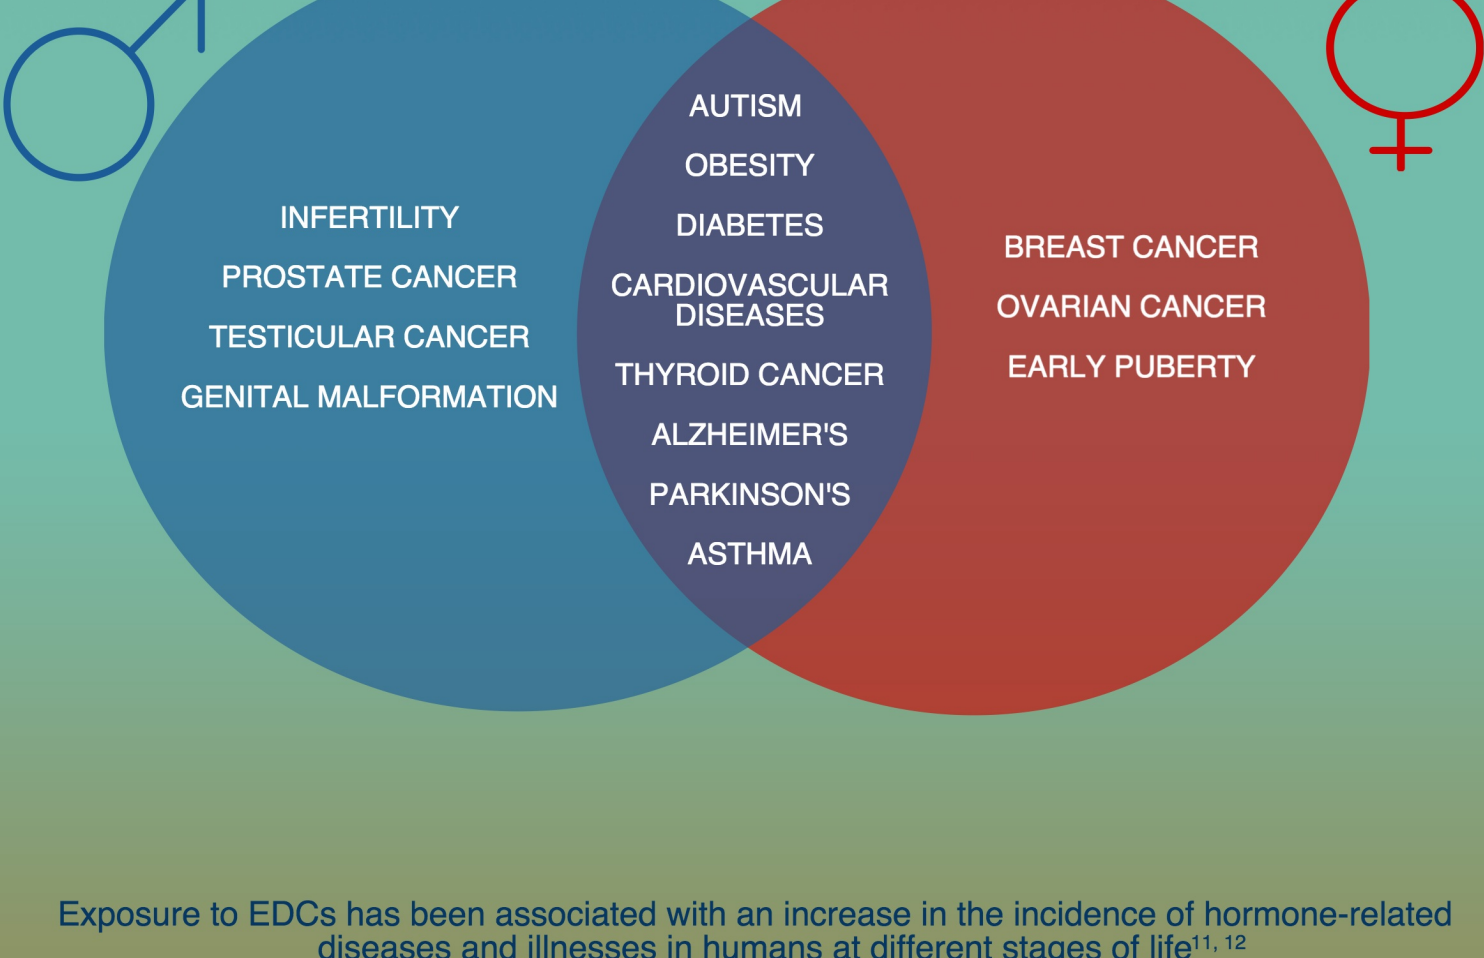 INFERTILITY
PROSTATE CANCER
TESTICULAR CANCER
GENITAL MALFORMATION
AUTISM
OBESITY
DIABETES
CARDIOVASCULAR
DISEASES
THYROID CANCER
ALZHEIMER'S
PARKINSON'S
ASTHMA
BREAST CANCER
OVARIAN CANCER
EARLY PUBERTY
Exposure to EDCs has been associated with an increase in the incidence of hormone-related
diseases and illnesses in humans at different stages of life11, 12